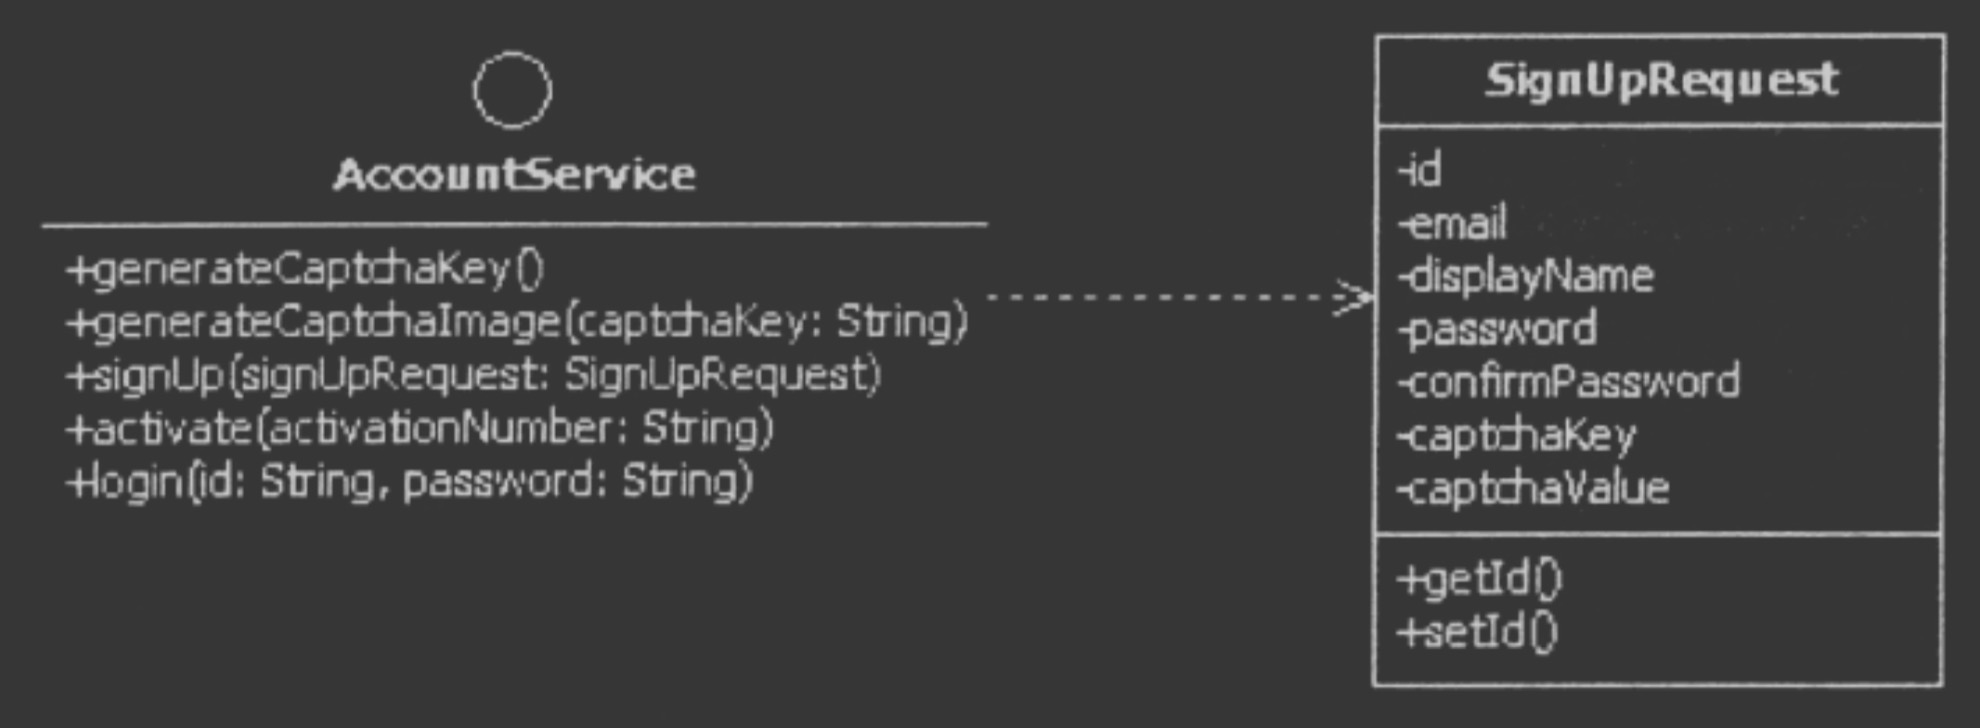 AccountService
+generateCaptchaKey()
+generateCaptchaImage(captchaKey: String)
+signUp(signUpRequest: SignUpRequest)
+activate(activationNumber: String)
+login(id: String, password: String)
SignUpRequest
-id
-email
-displayName
-password
-confirmPassword
-captchaKey
-captchaValue
+getId()
+setId()